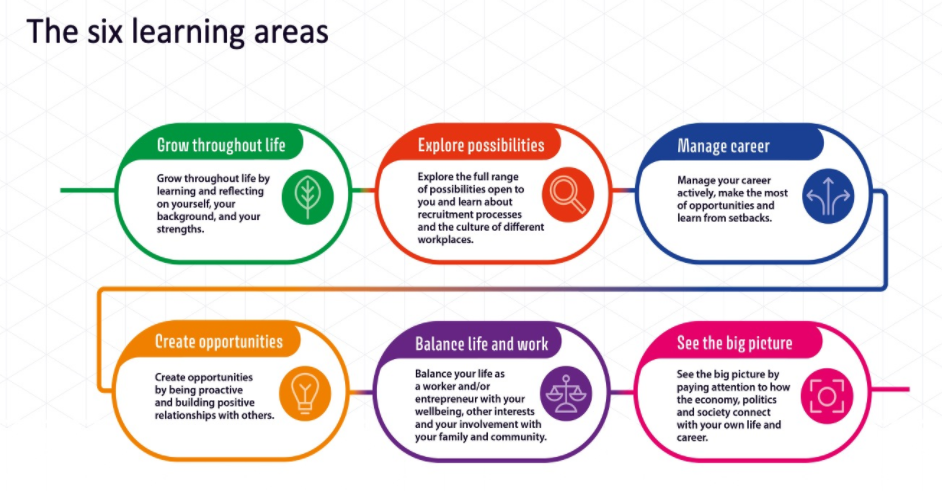 The six learning areas
Grow throughout life
Grow throughout life by
learning and reflecting
on yourself, your
background, and your
strengths.
Explore possibilities
Explore the full range
of possibilities open to
you and learn about
recruitment processes
and the culture of different
workplaces.
Manage career
Manage your career
actively, make the most
of opportunities and
learn from setbacks.
Create opportunities
Create opportunities
by being proactive
and building positive
relationships with others.
Balance life and work
Balance your life as
a worker and/or
entrepreneur with your
wellbeing, other interests
and your involvement with
your family and community.
See the big picture
See the big picture by
paying attention to how
the economy, politics
and society connect
with your own life and
career.